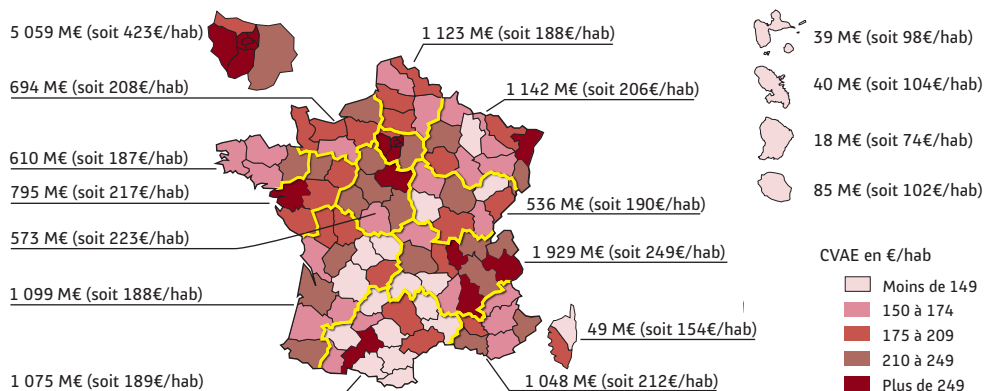 5 059 M€ (soit 423€/hab)
1 123 M€ (soit 188€/hab)
39 M€ (soit 98€/hab)
694 M€ (soit 208€/hab)
1 142 M€ (soit 206€/hab)
40 M€ (soit 104€/hab)
18 M€ (soit 74€/hab)
610 M€ (soit 187€/hab)
85 M€ (soit 102€/hab)
795 M€ (soit 217€/hab)
536 M€ (soit 190€/hab)
573 M€ (soit 223€/hab)
1 929 M€ (soit 249€/hab)
1 099 M€ (soit 188€/hab)
49 M€ (soit 154€/hab)
1 075 M€ (soit 189€/hab)
1 048 M€ (soit 212€/hab)
CVAE en €/hab
Moins de 149
150 à 174
175 à 209
210 à 249
Plus de 249